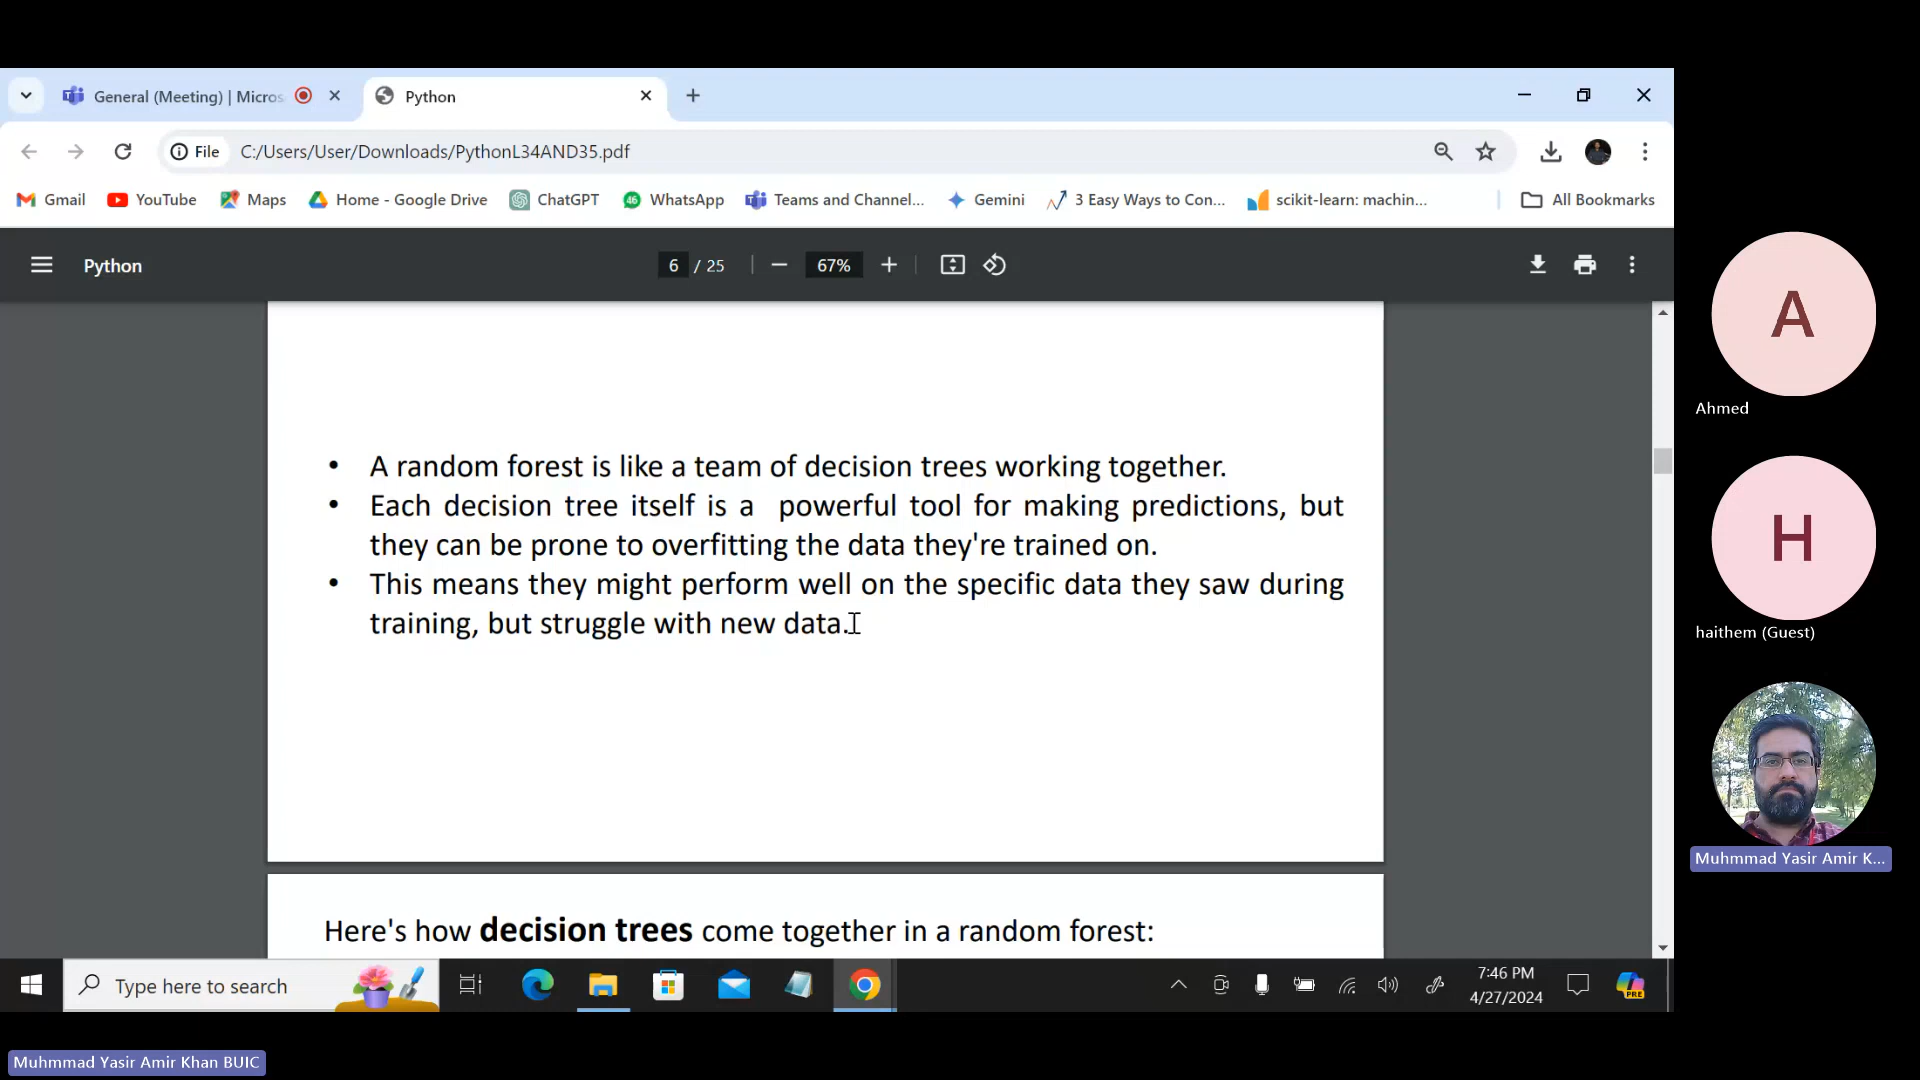 General (Meeting) | Micros
Python
File
C:/Users/User/Downloads/PythonL34AND35.pdf
Gmail
YouTube
Maps
Home - Google Drive
ChatGPT
46
WhatsApp
Teams and Channel...
Gemini
3 Easy Ways to Con...
scikit-learn: machin...
All Bookmarks
Python
6 / 25
67%
• A random forest is like a team of decision trees working together.
• Each decision tree itself is a powerful tool for making predictions, but
they can be prone to overfitting the data they're trained on.
• This means they might perform well on the specific data they saw during
training, but struggle with new data.
Here's how decision trees come together in a random forest:
A
Ahmed
H
haithem (Guest)
Muhmmad Yasir Amir K...
Type here to search
7:46 PM
4/27/2024
PRE
Muhmmad Yasir Amir Khan BUIC